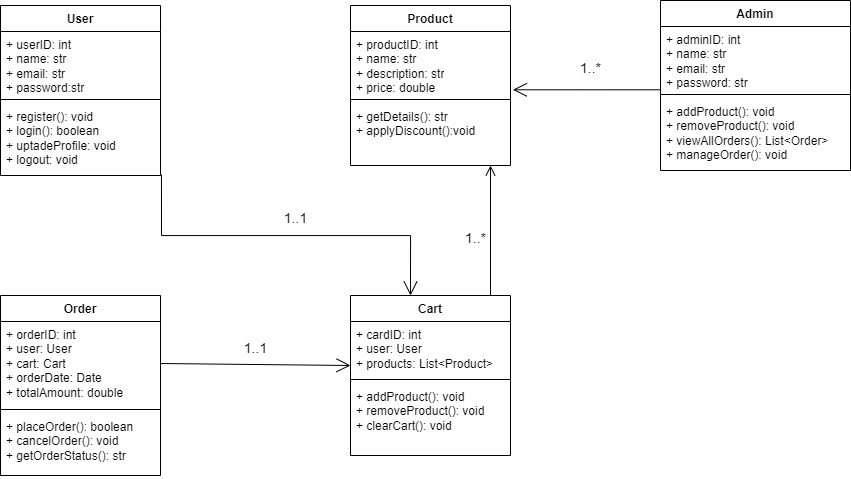 User
+ userID: int
+ name: str
+ email: str
+ password:str
+ register(): void
+ login(): boolean
+ uptadeProfile: void
+ logout: void
Product
+ productID: int
+ name: str
+ description: str
+ price: double
+ getDetails(): str
+ applyDiscount():void
Admin
+ adminID: int
+ name: str
+ email: str
+ password: str
+ addProduct(): void
+ removeProduct(): void
+ viewAllOrders(): List<Order>
+ manageOrder(): void
1..*
1..1
1..*
Order
+ orderID: int
+ user: User
+ cart: Cart
+ orderDate: Date
+ totalAmount: double
+ placeOrder(): boolean
+ cancelOrder(): void
+ getOrderStatus(): str
1..1
Cart
+ cardID: int
+ user: User
+ products: List<Product>
+ addProduct(): void
+ removeProduct(): void
+ clearCart(): void